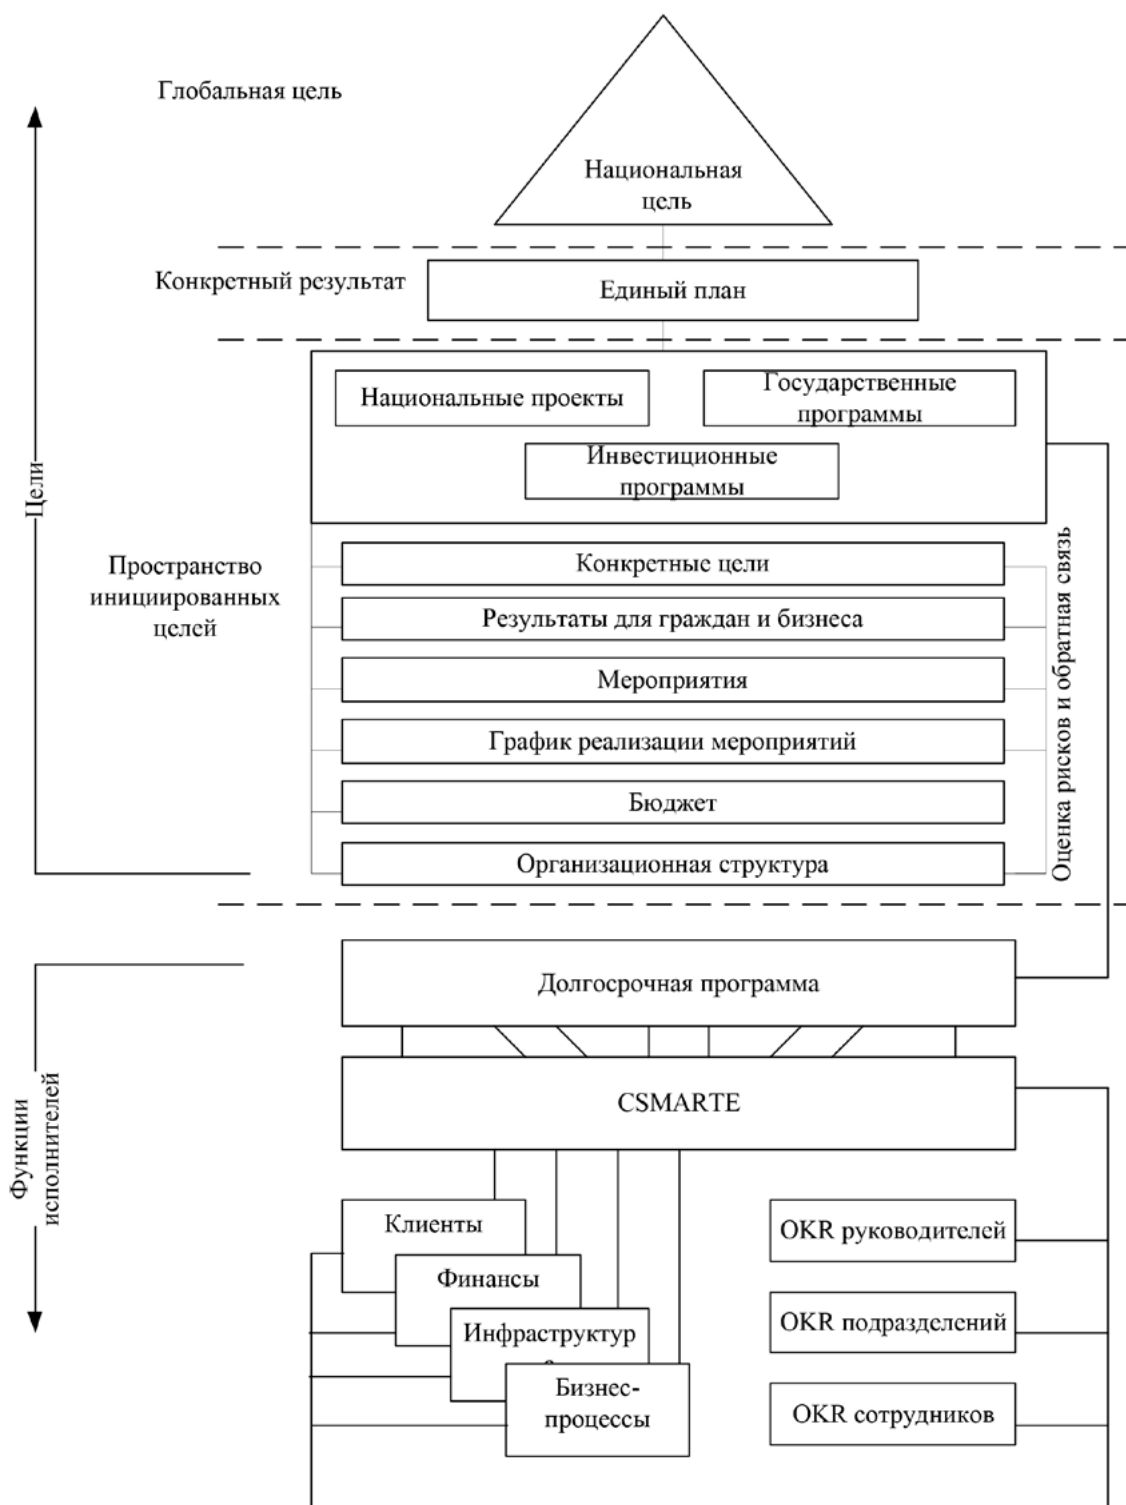 Глобальная цель
Национальная
цель
Конкретный результат
Единый план
Национальные проекты
Государственные
программы
Инвестиционные
программы
Цели
Пространство
инициированных
целей
Конкретные цели
Результаты для граждан и бизнеса
Мероприятия
График реализации мероприятий
Бюджет
Организационная структура
Оценка рисков и обратная связь
Долгосрочная программа
CSMARTE
Функции
исполнителей
Клиенты
Финансы
Инфраструктур
Бизнес-
процессы
OKR руководителей
OKR подразделений
OKR сотрудников